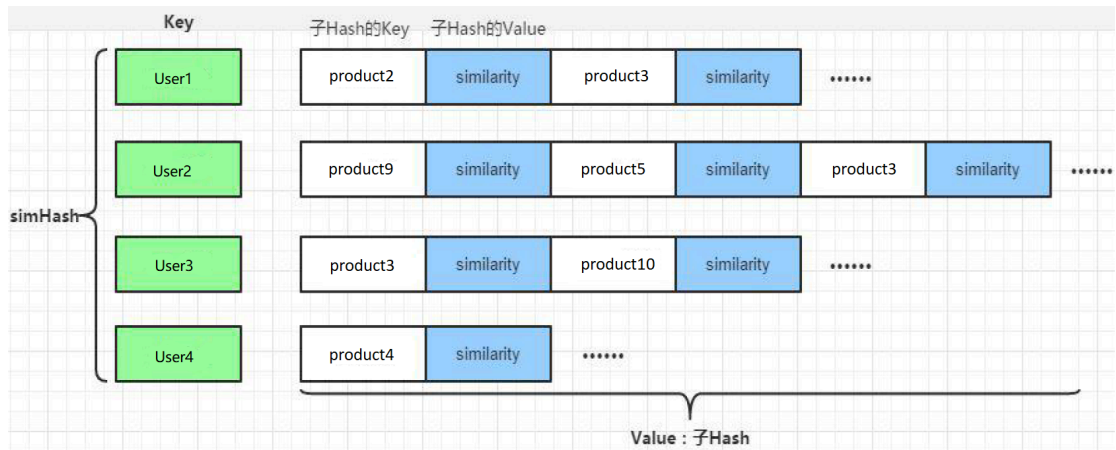 Key
子Hash的Key 子Hash的Value
User1 product2 similarity product3 similarity ••••••
User2 product9 similarity product5 similarity product3 similarity ••••••
simHash
User3 product3 similarity product10 similarity ••••••
User4 product4 similarity ••••••
Value：子Hash